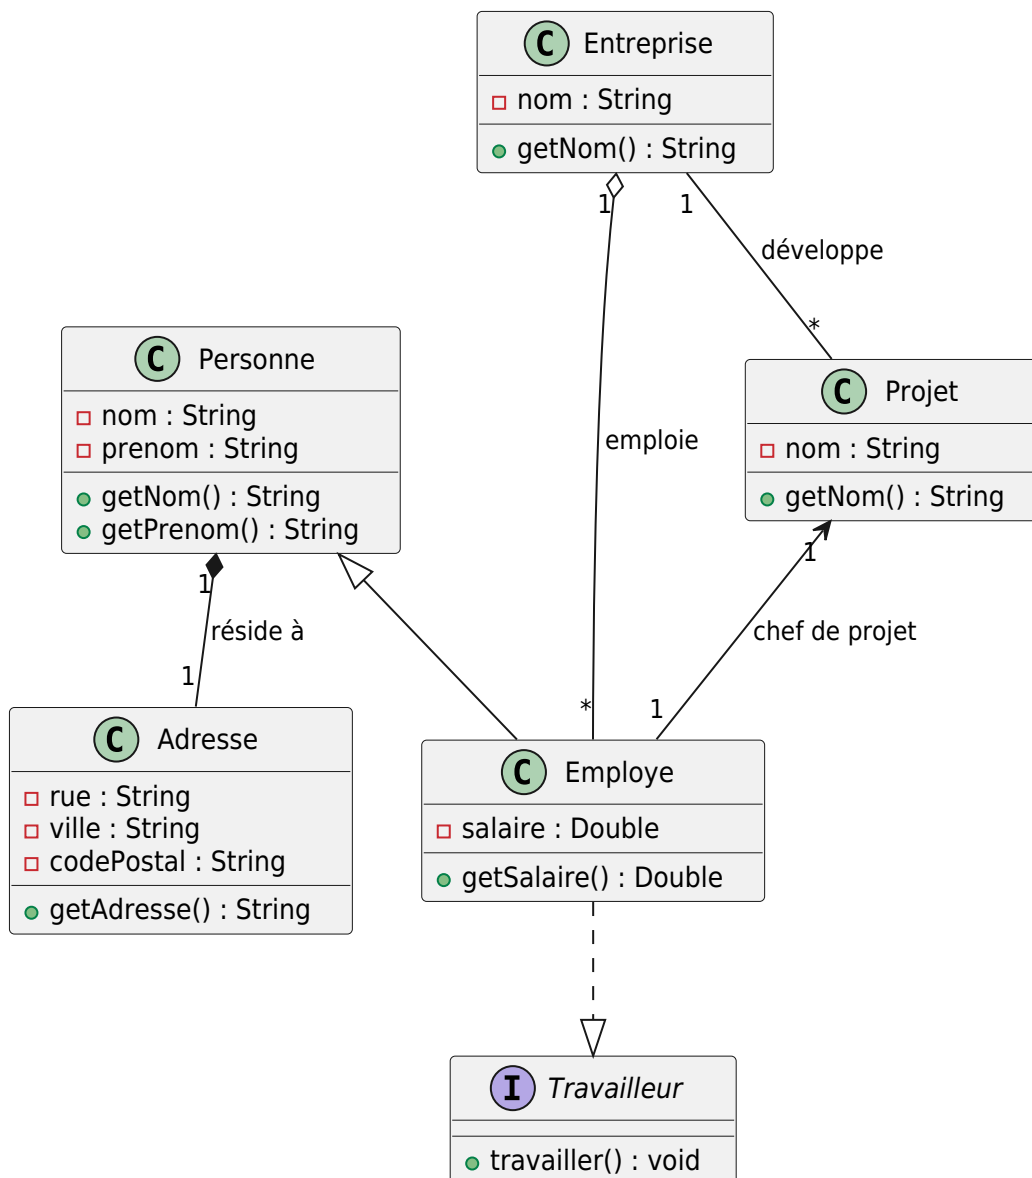 C Entreprise
nom : String
getNom() : String
1
1
développe
*
C Personne
nom : String
prenom : String
getNom() : String
getPrenom() : String
emploie
C Projet
nom : String
getNom() : String
1
1
réside à
chef de projet
1
*
1
C Adresse
rue : String
ville : String
codePostal : String
getAdresse() : String
C Employe
salaire : Double
getSalaire() : Double
I Travailleur
travailler() : void